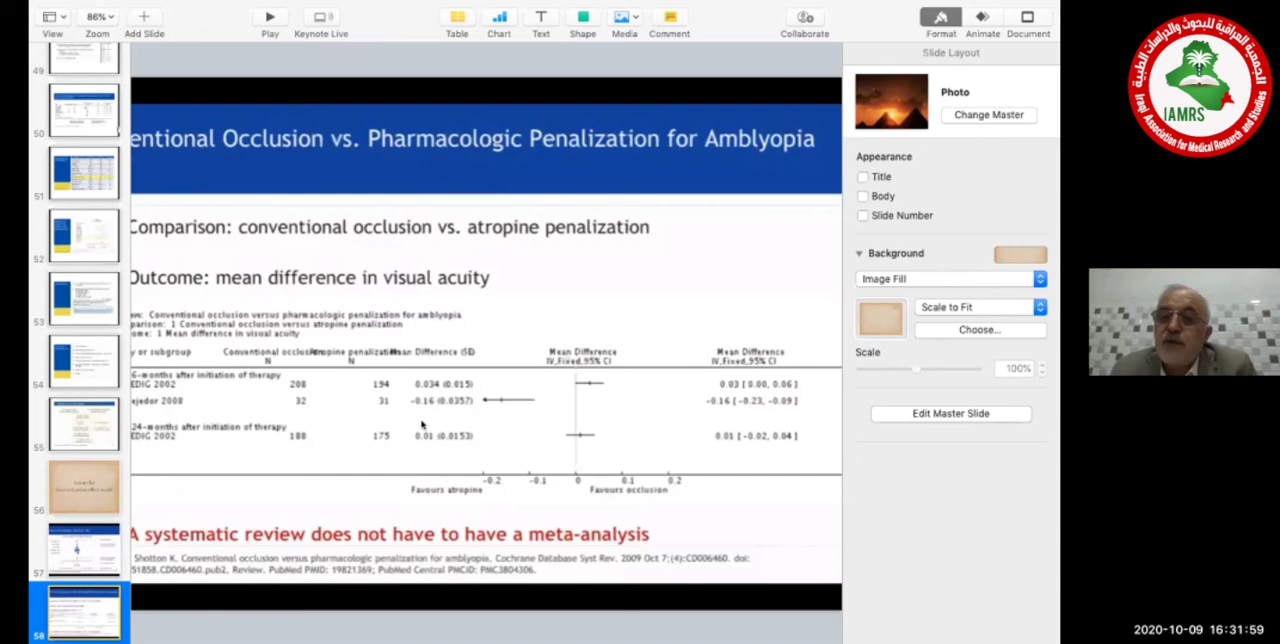 86%
View
Zoom
Add Slide
Play
Keynote Live
Table
Chart
Text
Shape
Media
Comment
Collaborate
Format
Animate
Document
49
50
51
52
53
54
55
56
57
58
entional Occlusion vs. Pharmacologic Penalization for Amblyopia
Comparison: conventional occlusion vs. atropine penalization
Outcome: mean difference in visual acuity
Conventional occlusion versus pharmacologic penalization for amblyopia
parison: 1 Conventional occlusion versus atropine penalization
ome: 1 Mean difference in visual acuity
y or subgroup
N
N
Mean Difference
IV,Fixed,95% CI
Mean Difference
IV,Fixed,95% CI
6-months after initiation of therapy
EDIG 2002 208 194 0.034 (0.015) 0.03 [ 0.00, 0.06 ]
ejedor 2008 32 31 -0.16 (0.0357) -0.16 [ -0.23, -0.09 ]
24-months after initiation of therapy
EDIG 2002 188 175 0.01 (0.0153) 0.01 [ -0.02, 0.04 ]
-0.2 -0.1 0 0.1 0.2
Favours atropine Favours occlusion
A systematic review does not have to have a meta-analysis
Shotton K. Conventional occlusion versus pharmacologic penalization for amblyopia. Cochrane Database Syst Rev. 2009 Oct 7;(4):CD006460. doi:
51858.CD006460.pub2. Review. PubMed PMID: 19821369; PubMed Central PMCID: PMC3804306.
Slide Layout
Photo
Change Master
Appearance
Title
Body
Slide Number
Background
Image Fill
Scale to Fit
Choose...
Scale
100%
Edit Master Slide
الجمعية العراقية للبحوث والدراسات الطبية
IAMRS
Iraqi Association for Medical Research and Studies
2020-10-09 16:31:59